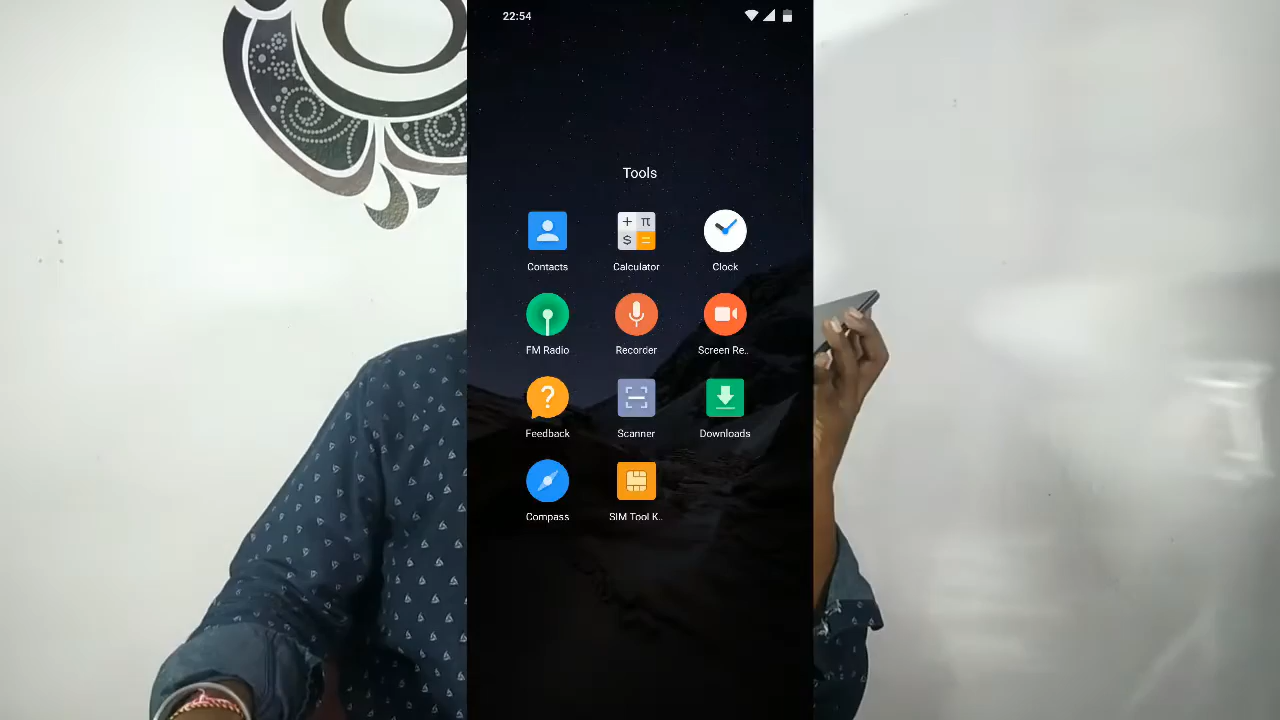 22:54
Tools
Contacts
Calculator
Clock
FM Radio
Recorder
Screen Re..
Feedback
Scanner
Downloads
Compass
SIM Tool K..